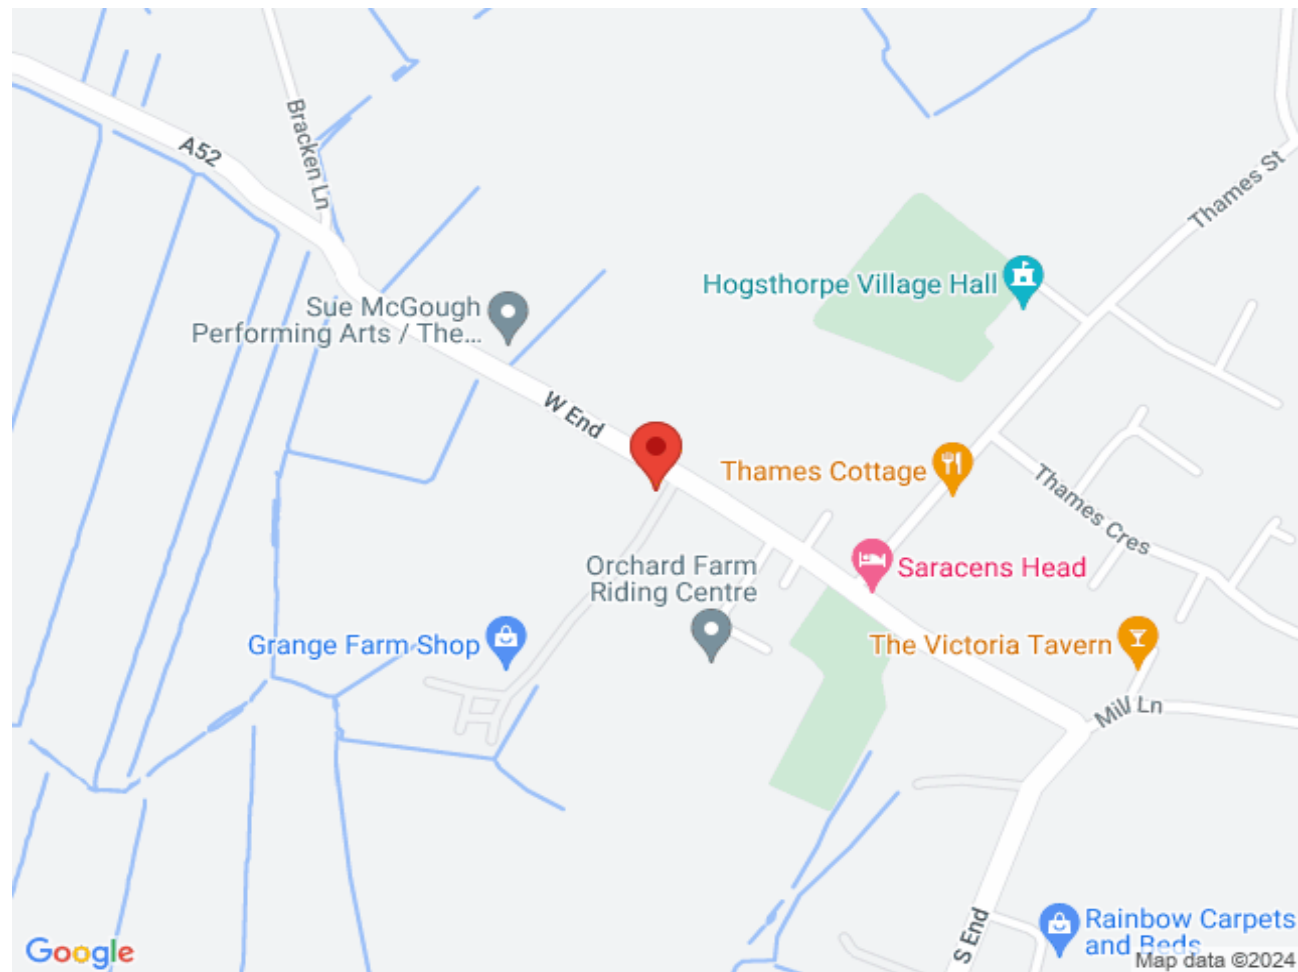 Bracken Ln
A52
Thames St
Hogsthorpe Village Hall
Sue McGough
Performing Arts / The...
W End
Thames Cottage
Thames Cres
Orchard Farm
Riding Centre
Saracens Head
Grange Farm Shop
The Victoria Tavern
Mill Ln
S End
Rainbow Carpets
and Beds
Google
Map data ©2024